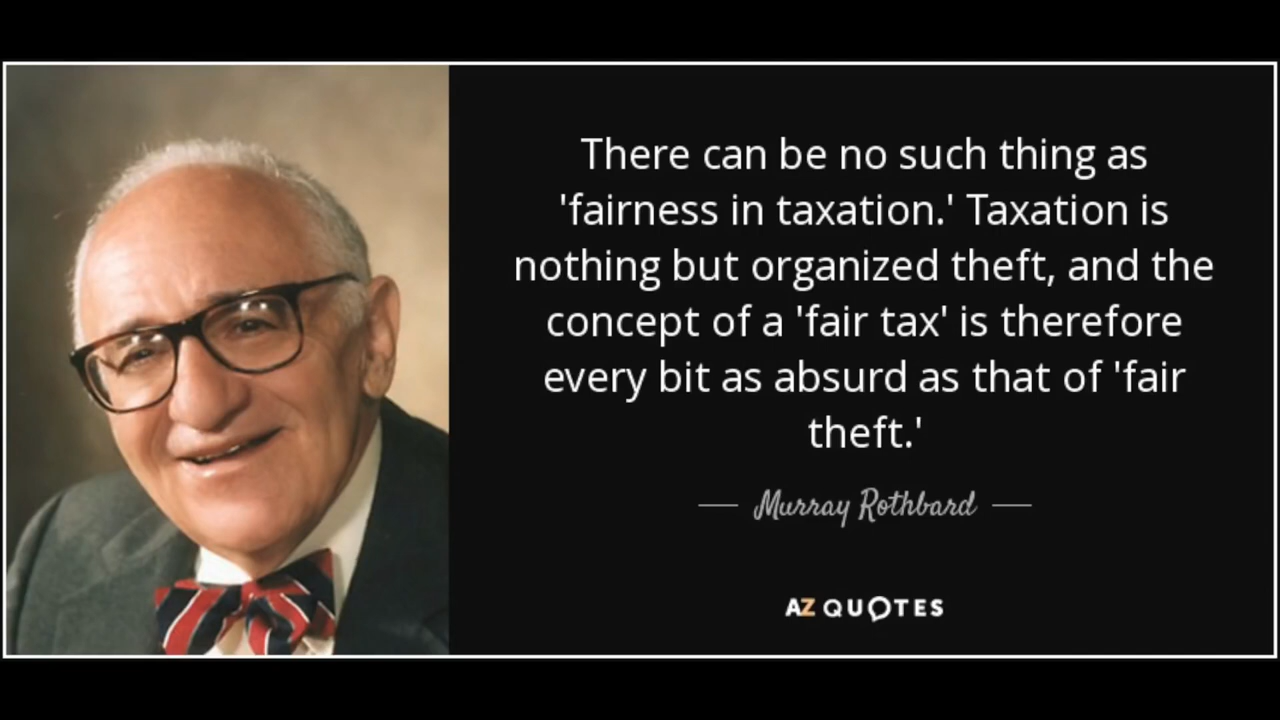 There can be no such thing as
'fairness in taxation.' Taxation is
nothing but organized theft, and the
concept of a 'fair tax' is therefore
every bit as absurd as that of 'fair
theft.'
Murray Rothbard
AZ QUOTES